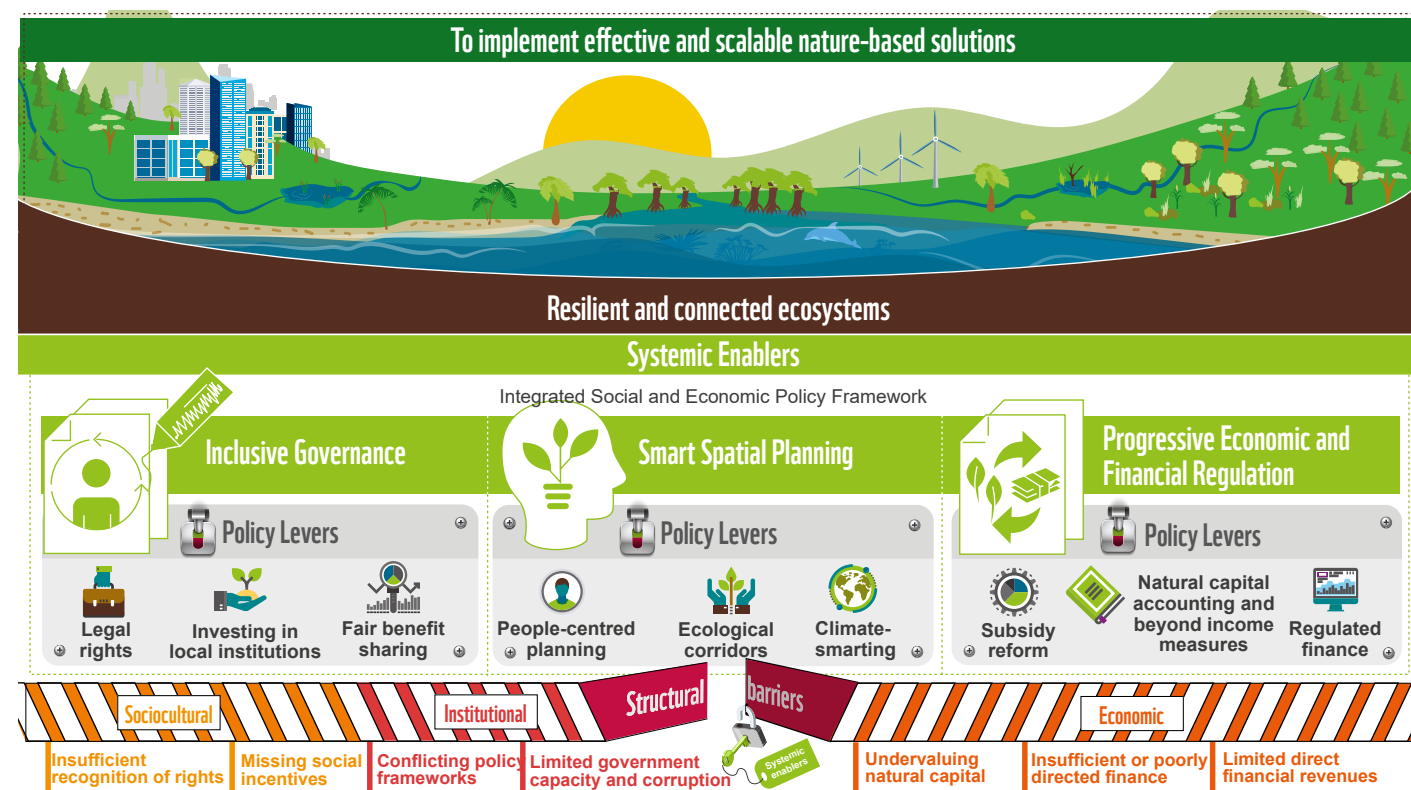 To implement effective and scalable nature-based solutions
Resilient and connected ecosystems
Systemic Enablers
Integrated Social and Economic Policy Framework
Inclusive Governance
Smart Spatial Planning
Progressive Economic and
Financial Regulation
Policy Levers
Legal
rights
Investing in
local institutions
Fair benefit
sharing
Policy Levers
People-centred
planning
Ecological
corridors
Climate-
smarting
Policy Levers
Subsidy
reform
Natural capital
accounting and
beyond income
measures
Regulated
finance
Sociocultural
Institutional
Structural
barriers
Economic
Insufficient
recognition of rights
Missing social
incentives
Conflicting policy
frameworks
Limited government
capacity and corruption
Systemic
enablers
Undervaluing
natural capital
Insufficient or poorly
directed finance
Limited direct
financial revenues